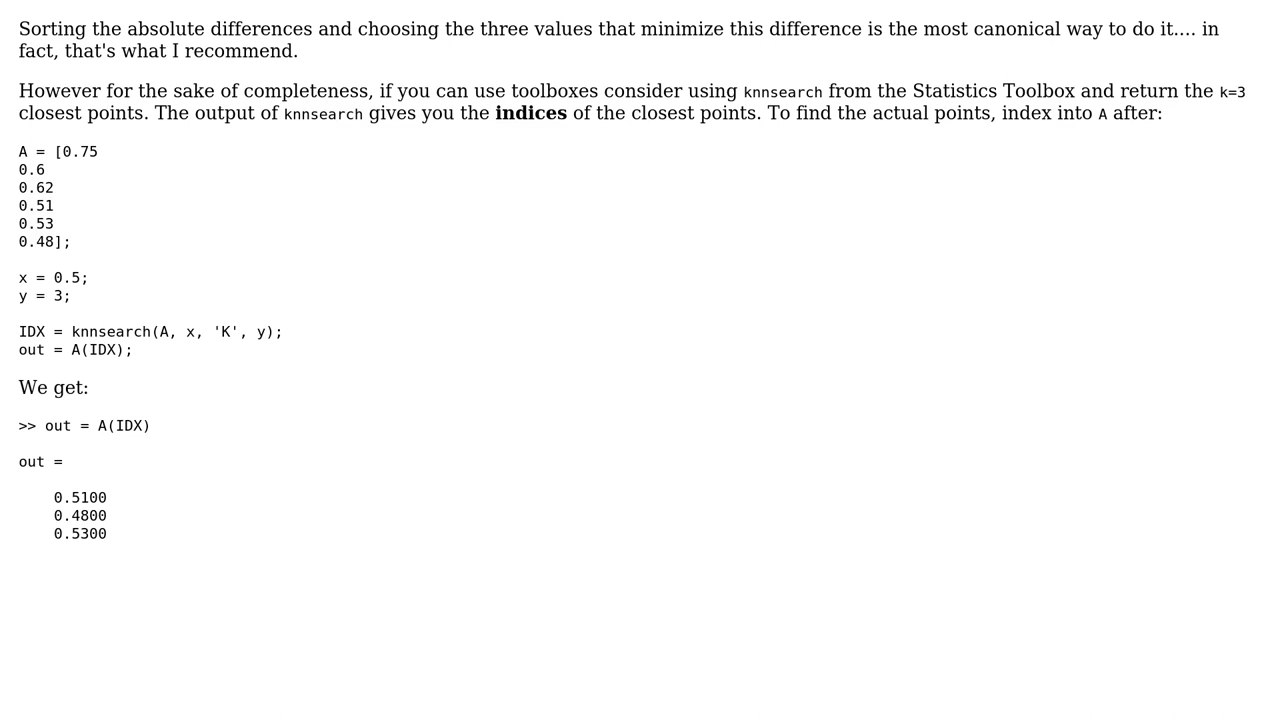 Sorting the absolute differences and choosing the three values that minimize this difference is the most canonical way to do it.... in
fact, that's what I recommend.
However for the sake of completeness, if you can use toolboxes consider using knnsearch from the Statistics Toolbox and return the k=3
closest points. The output of knnsearch gives you the indices of the closest points. To find the actual points, index into A after:
A = [0.75
0.6
0.62
0.51
0.53
0.48];
x = 0.5;
y = 3;
IDX = knnsearch(A, x, 'K', y);
out = A(IDX);
We get:
>> out = A(IDX)
out =
0.5100
0.4800
0.5300